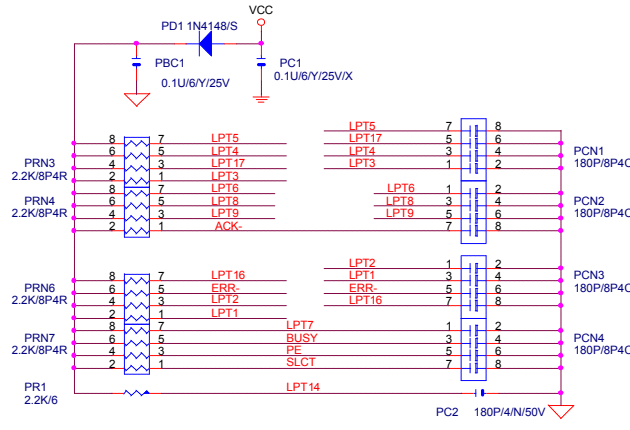 VCC
PD1 1N4148/S
PBC1
PC1
0.1U/6/Y/25V
0.1U/6/Y/25V/X
LPT5
8 7 LPT5 7 8
LPT17
6 5 LPT4 5 6
LPT4
PRN3 4 3 LPT17 3 4 PCN1
2.2K/8P4R 2 1 LPT3 LPT3 1 2 180P/8P4C
PRN4 8 7 LPT6 LPT6 1 2 PCN2
2.2K/8P4R 6 5 LPT8 LPT8 3 4 180P/8P4C
4 3 LPT9 LPT9 5 6
2 1 ACK- 7 8
LPT2 1 2
8 7 LPT16 LPT1 3 4 PCN3
PRN6 6 5 ERR- ERR- 5 6 180P/8P4C
2.2K/8P4R 4 3 LPT2 LPT16 7 8
2 1 LPT1
PRN7 8 7 LPT7 1 2
2.2K/8P4R 6 5 BUSY 3 4 PCN4
4 3 PE 5 6 180P/8P4C
2 1 SLCT 7 8
PR1 LPT14
2.2K/6
PC2 180P/4/N/50V